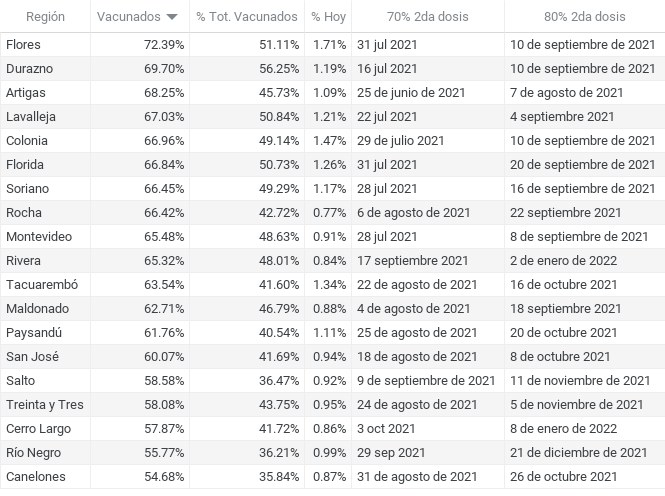 Región Vacunados % Tot. Vacunados % Hoy 70% 2da dosis 80% 2da dosis
Flores 72.39% 51.11% 1.71% 31 jul 2021 10 de septiembre de 2021
Durazno 69.70% 56.25% 1.19% 16 jul 2021 10 de septiembre de 2021
Artigas 68.25% 45.73% 1.09% 25 de junio de 2021 7 de agosto de 2021
Lavalleja 67.03% 50.84% 1.21% 22 jul 2021 4 septiembre 2021
Colonia 66.96% 49.14% 1.47% 29 de julio 2021 10 de septiembre de 2021
Florida 66.84% 50.73% 1.26% 31 jul 2021 20 de septiembre de 2021
Soriano 66.45% 49.29% 1.17% 28 jul 2021 16 de septiembre de 2021
Rocha 66.42% 42.72% 0.77% 6 de agosto de 2021 22 septiembre 2021
Montevideo 65.48% 48.63% 0.91% 28 jul 2021 8 de septiembre de 2021
Rivera 65.32% 48.01% 0.84% 17 septiembre 2021 2 de enero de 2022
Tacuarembó 63.54% 41.60% 1.34% 22 de agosto de 2021 16 de octubre 2021
Maldonado 62.71% 46.79% 0.88% 4 de agosto de 2021 18 septiembre 2021
Paysandú 61.76% 40.54% 1.11% 25 de agosto de 2021 20 de octubre 2021
San José 60.07% 41.69% 0.94% 18 de agosto de 2021 8 de octubre 2021
Salto 58.58% 36.47% 0.92% 9 de septiembre de 2021 11 de noviembre de 2021
Treinta y Tres 58.08% 43.75% 0.95% 24 de agosto de 2021 5 de noviembre de 2021
Cerro Largo 57.87% 41.72% 0.86% 3 oct 2021 8 de enero de 2022
Río Negro 55.77% 36.21% 0.99% 29 sep 2021 21 de diciembre de 2021
Canelones 54.68% 35.84% 0.87% 31 de agosto de 2021 26 de octubre 2021